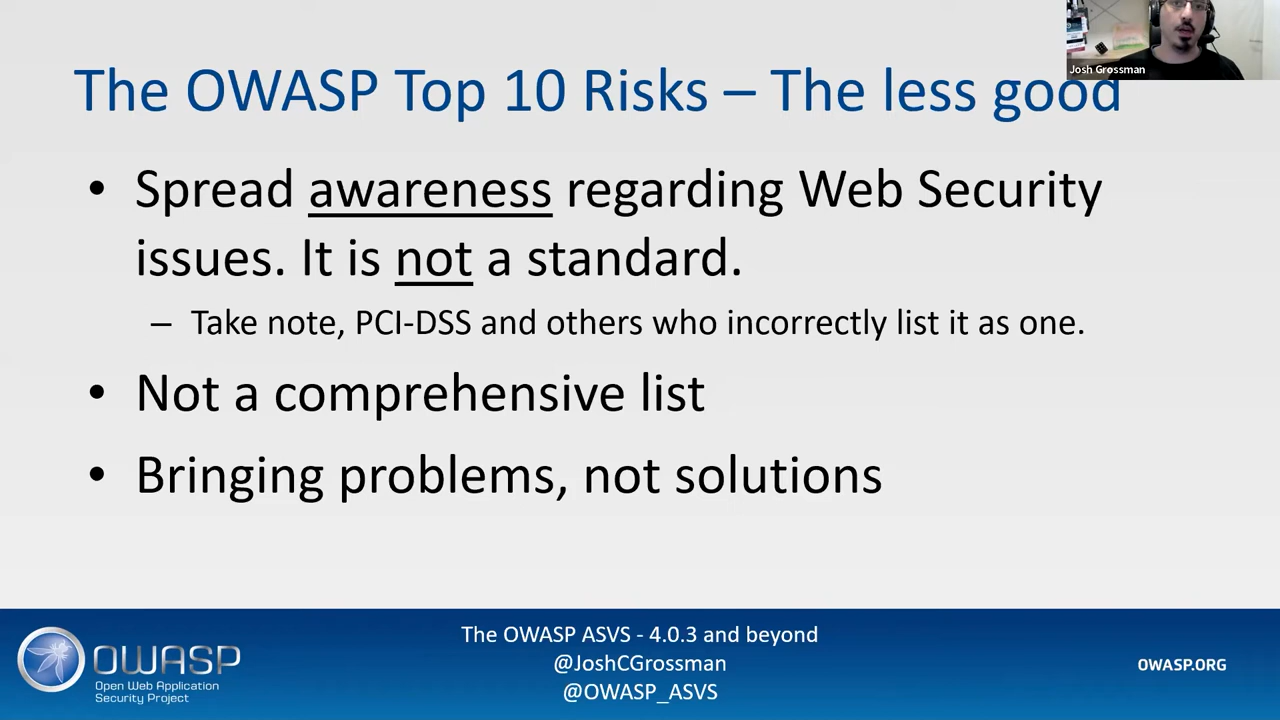 Josh Grossman
The OWASP Top 10 Risks – The less good
• Spread awareness regarding Web Security
issues. It is not a standard.
– Take note, PCI-DSS and others who incorrectly list it as one.
• Not a comprehensive list
• Bringing problems, not solutions
OWASP
Open Web Application
Security Project
The OWASP ASVS - 4.0.3 and beyond
@JoshCGrossman
@OWASP_ASVS
OWASP.ORG